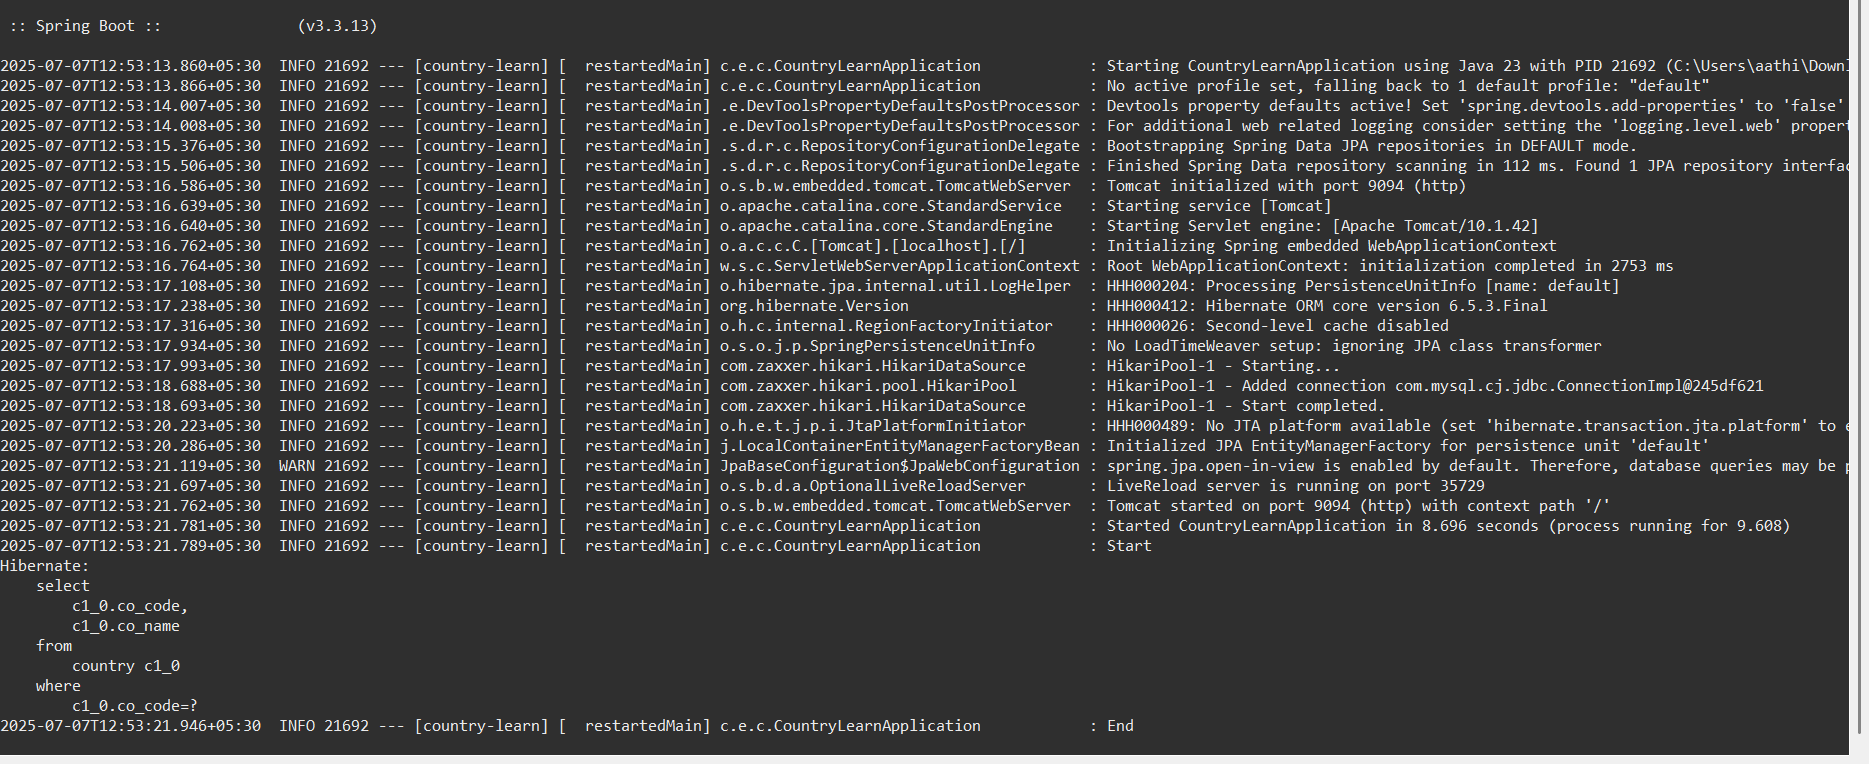 :: Spring Boot ::               (v3.3.13)
2025-07-07T12:53:13.860+05:30  INFO 21692 --- [country-learn] [  restartedMain] c.e.c.CountryLearnApplication            : Starting CountryLearnApplication using Java 23 with PID 21692 (C:\Users\aathi\Downl
2025-07-07T12:53:13.866+05:30  INFO 21692 --- [country-learn] [  restartedMain] c.e.c.CountryLearnApplication            : No active profile set, falling back to 1 default profile: "default"
2025-07-07T12:53:14.007+05:30  INFO 21692 --- [country-learn] [  restartedMain] .e.DevToolsPropertyDefaultsPostProcessor : Devtools property defaults active! Set 'spring.devtools.add-properties' to 'false'
2025-07-07T12:53:14.008+05:30  INFO 21692 --- [country-learn] [  restartedMain] .e.DevToolsPropertyDefaultsPostProcessor : For additional web related logging consider setting the 'logging.level.web' propert
2025-07-07T12:53:15.376+05:30  INFO 21692 --- [country-learn] [  restartedMain] .s.d.r.c.RepositoryConfigurationDelegate : Bootstrapping Spring Data JPA repositories in DEFAULT mode.
2025-07-07T12:53:15.506+05:30  INFO 21692 --- [country-learn] [  restartedMain] .s.d.r.c.RepositoryConfigurationDelegate : Finished Spring Data repository scanning in 112 ms. Found 1 JPA repository interfac
2025-07-07T12:53:16.586+05:30  INFO 21692 --- [country-learn] [  restartedMain] o.s.b.w.embedded.tomcat.TomcatWebServer  : Tomcat initialized with port 9094 (http)
2025-07-07T12:53:16.639+05:30  INFO 21692 --- [country-learn] [  restartedMain] o.apache.catalina.core.StandardService   : Starting service [Tomcat]
2025-07-07T12:53:16.640+05:30  INFO 21692 --- [country-learn] [  restartedMain] o.apache.catalina.core.StandardEngine    : Starting Servlet engine: [Apache Tomcat/10.1.42]
2025-07-07T12:53:16.762+05:30  INFO 21692 --- [country-learn] [  restartedMain] o.a.c.c.C.[Tomcat].[localhost].[/]       : Initializing Spring embedded WebApplicationContext
2025-07-07T12:53:16.764+05:30  INFO 21692 --- [country-learn] [  restartedMain] w.s.c.ServletWebServerApplicationContext : Root WebApplicationContext: initialization completed in 2753 ms
2025-07-07T12:53:17.108+05:30  INFO 21692 --- [country-learn] [  restartedMain] o.hibernate.jpa.internal.util.LogHelper  : HHH000204: Processing PersistenceUnitInfo [name: default]
2025-07-07T12:53:17.238+05:30  INFO 21692 --- [country-learn] [  restartedMain] org.hibernate.Version                    : HHH000412: Hibernate ORM core version 6.5.3.Final
2025-07-07T12:53:17.316+05:30  INFO 21692 --- [country-learn] [  restartedMain] o.h.c.internal.RegionFactoryInitiator    : HHH000026: Second-level cache disabled
2025-07-07T12:53:17.934+05:30  INFO 21692 --- [country-learn] [  restartedMain] o.s.o.j.p.SpringPersistenceUnitInfo      : No LoadTimeWeaver setup: ignoring JPA class transformer
2025-07-07T12:53:17.993+05:30  INFO 21692 --- [country-learn] [  restartedMain] com.zaxxer.hikari.HikariDataSource       : HikariPool-1 - Starting...
2025-07-07T12:53:18.688+05:30  INFO 21692 --- [country-learn] [  restartedMain] com.zaxxer.hikari.pool.HikariPool        : HikariPool-1 - Added connection com.mysql.cj.jdbc.ConnectionImpl@245df621
2025-07-07T12:53:18.693+05:30  INFO 21692 --- [country-learn] [  restartedMain] com.zaxxer.hikari.HikariDataSource       : HikariPool-1 - Start completed.
2025-07-07T12:53:20.223+05:30  INFO 21692 --- [country-learn] [  restartedMain] o.h.e.t.j.p.i.JtaPlatformInitiator       : HHH000489: No JTA platform available (set 'hibernate.transaction.jta.platform' to e
2025-07-07T12:53:20.286+05:30  INFO 21692 --- [country-learn] [  restartedMain] j.LocalContainerEntityManagerFactoryBean : Initialized JPA EntityManagerFactory for persistence unit 'default'
2025-07-07T12:53:21.119+05:30  WARN 21692 --- [country-learn] [  restartedMain] JpaBaseConfiguration$JpaWebConfiguration : spring.jpa.open-in-view is enabled by default. Therefore, database queries may be p
2025-07-07T12:53:21.697+05:30  INFO 21692 --- [country-learn] [  restartedMain] o.s.b.d.a.OptionalLiveReloadServer       : LiveReload server is running on port 35729
2025-07-07T12:53:21.762+05:30  INFO 21692 --- [country-learn] [  restartedMain] o.s.b.w.embedded.tomcat.TomcatWebServer  : Tomcat started on port 9094 (http) with context path '/'
2025-07-07T12:53:21.781+05:30  INFO 21692 --- [country-learn] [  restartedMain] c.e.c.CountryLearnApplication            : Started CountryLearnApplication in 8.696 seconds (process running for 9.608)
2025-07-07T12:53:21.789+05:30  INFO 21692 --- [country-learn] [  restartedMain] c.e.c.CountryLearnApplication            : Start
Hibernate:
    select
        c1_0.co_code,
        c1_0.co_name
    from
        country c1_0
    where
        c1_0.co_code=?
2025-07-07T12:53:21.946+05:30  INFO 21692 --- [country-learn] [  restartedMain] c.e.c.CountryLearnApplication            : End